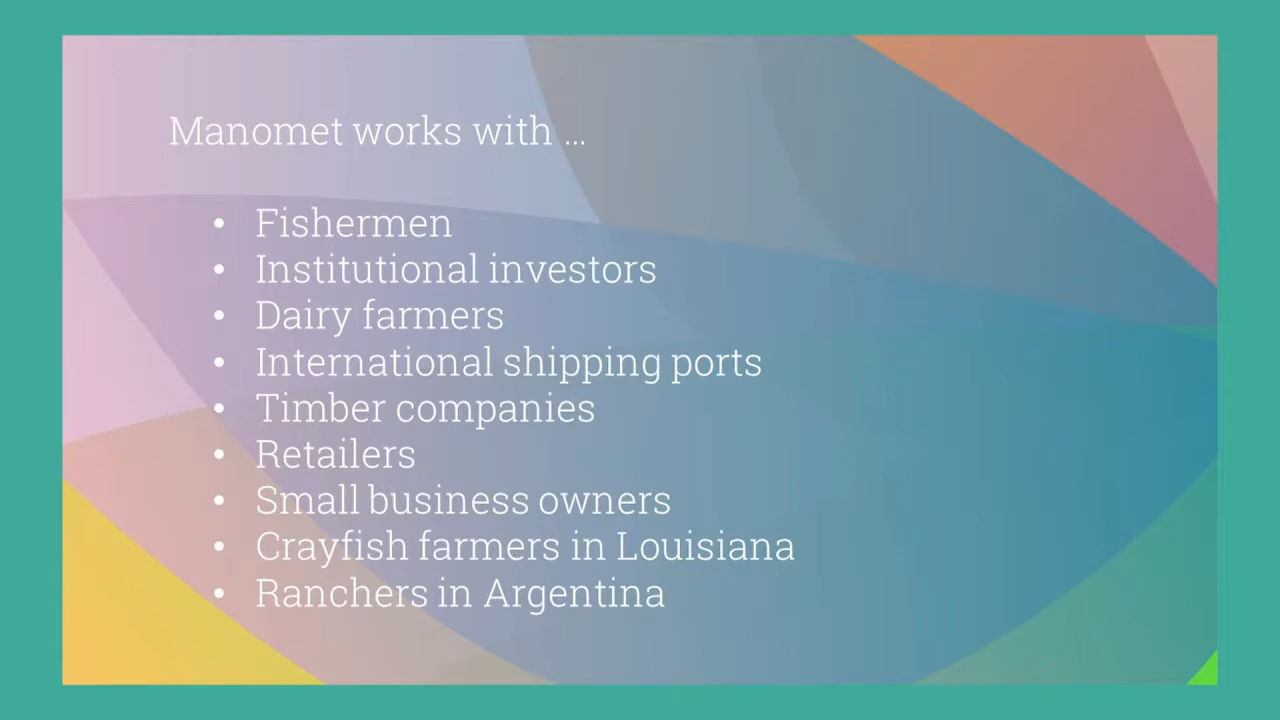 Manomet works with ...
• Fishermen
• Institutional investors
• Dairy farmers
• International shipping ports
• Timber companies
• Retailers
• Small business owners
• Crayfish farmers in Louisiana
• Ranchers in Argentina